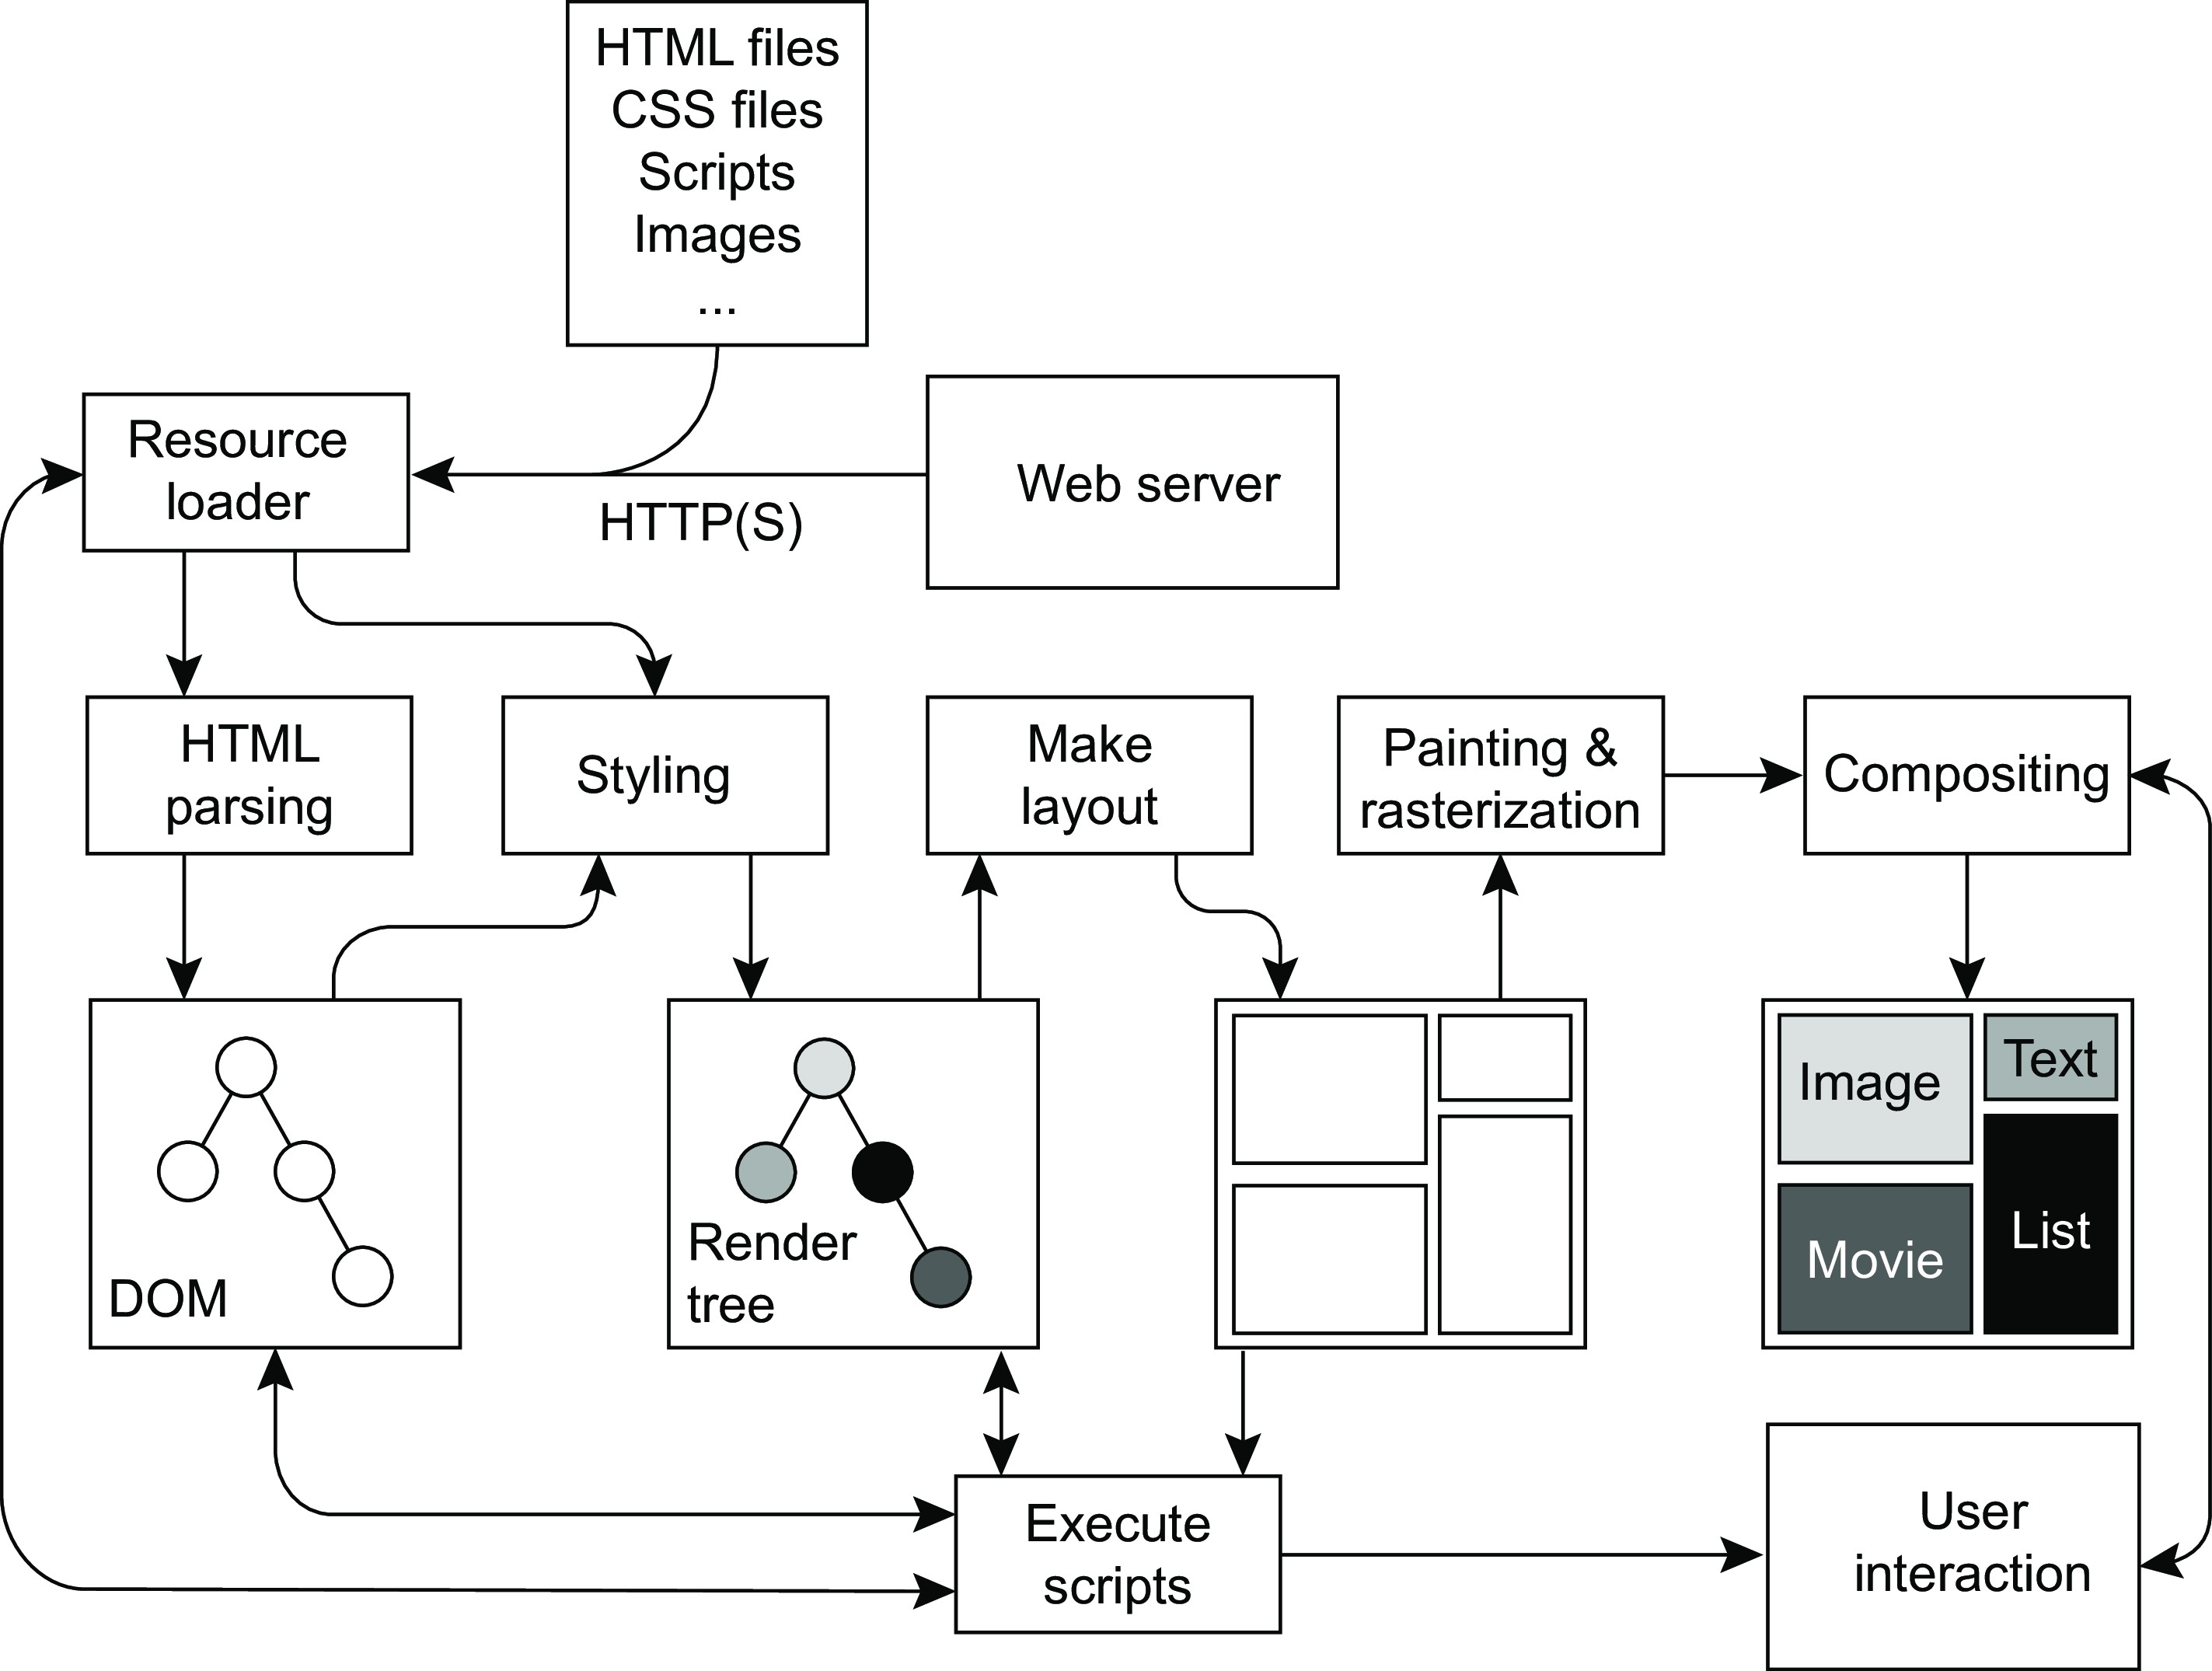 HTML files
CSS files
Scripts
Images
...
Resource
loader
HTTP(S)
Web server
HTML
parsing
Styling
Make
layout
Painting &
rasterization
Compositing
DOM
Render
tree
Image
Text
Movie
List
Execute
scripts
User
interaction